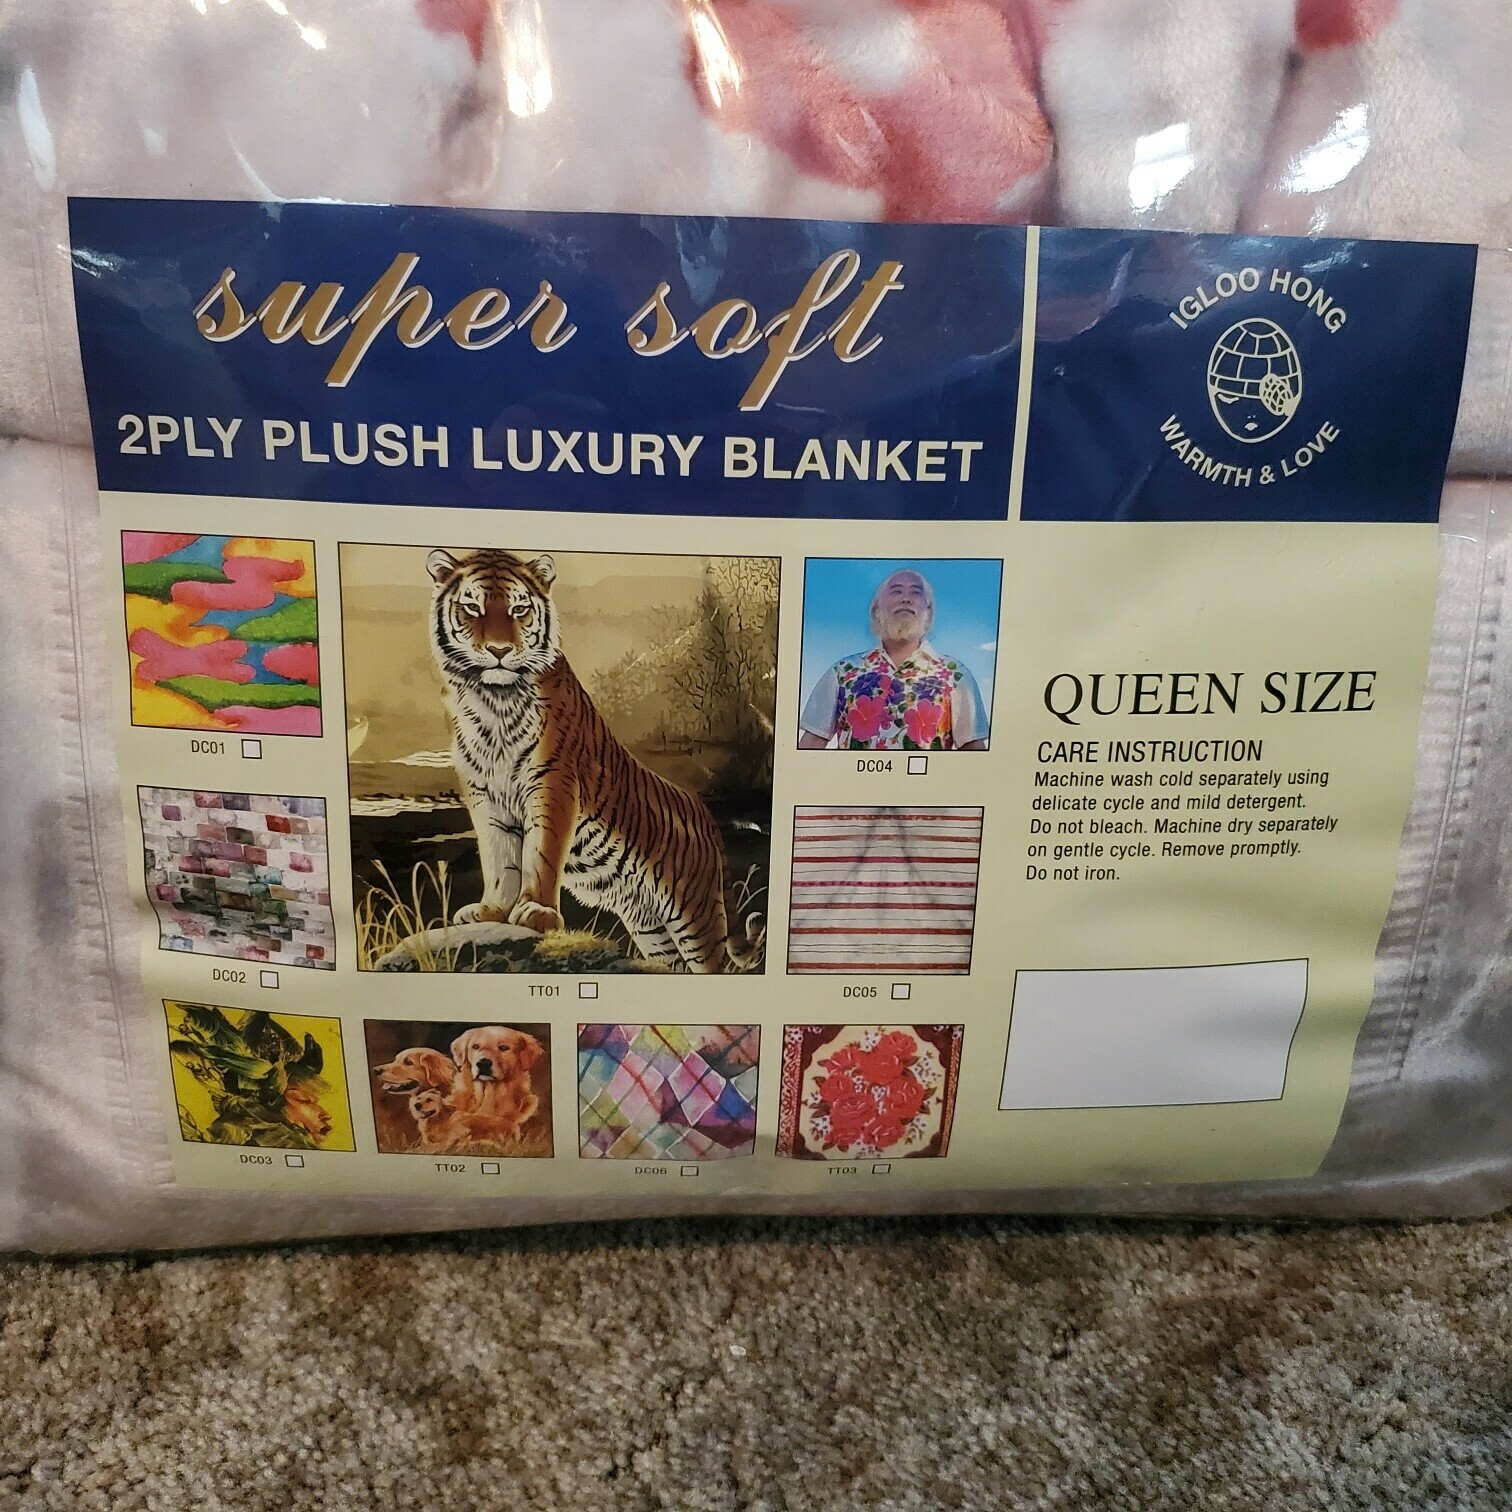 super soft
2PLY PLUSH LUXURY BLANKET
IGLOO HONG
WARMTH & LOVE
DC01
DC02
DC03
TT01
TT02
DC06
DC04
DC05
TT03
QUEEN SIZE
CARE INSTRUCTION
Machine wash cold separately using
delicate cycle and mild detergent.
Do not bleach. Machine dry separately
on gentle cycle. Remove promptly.
Do not iron.